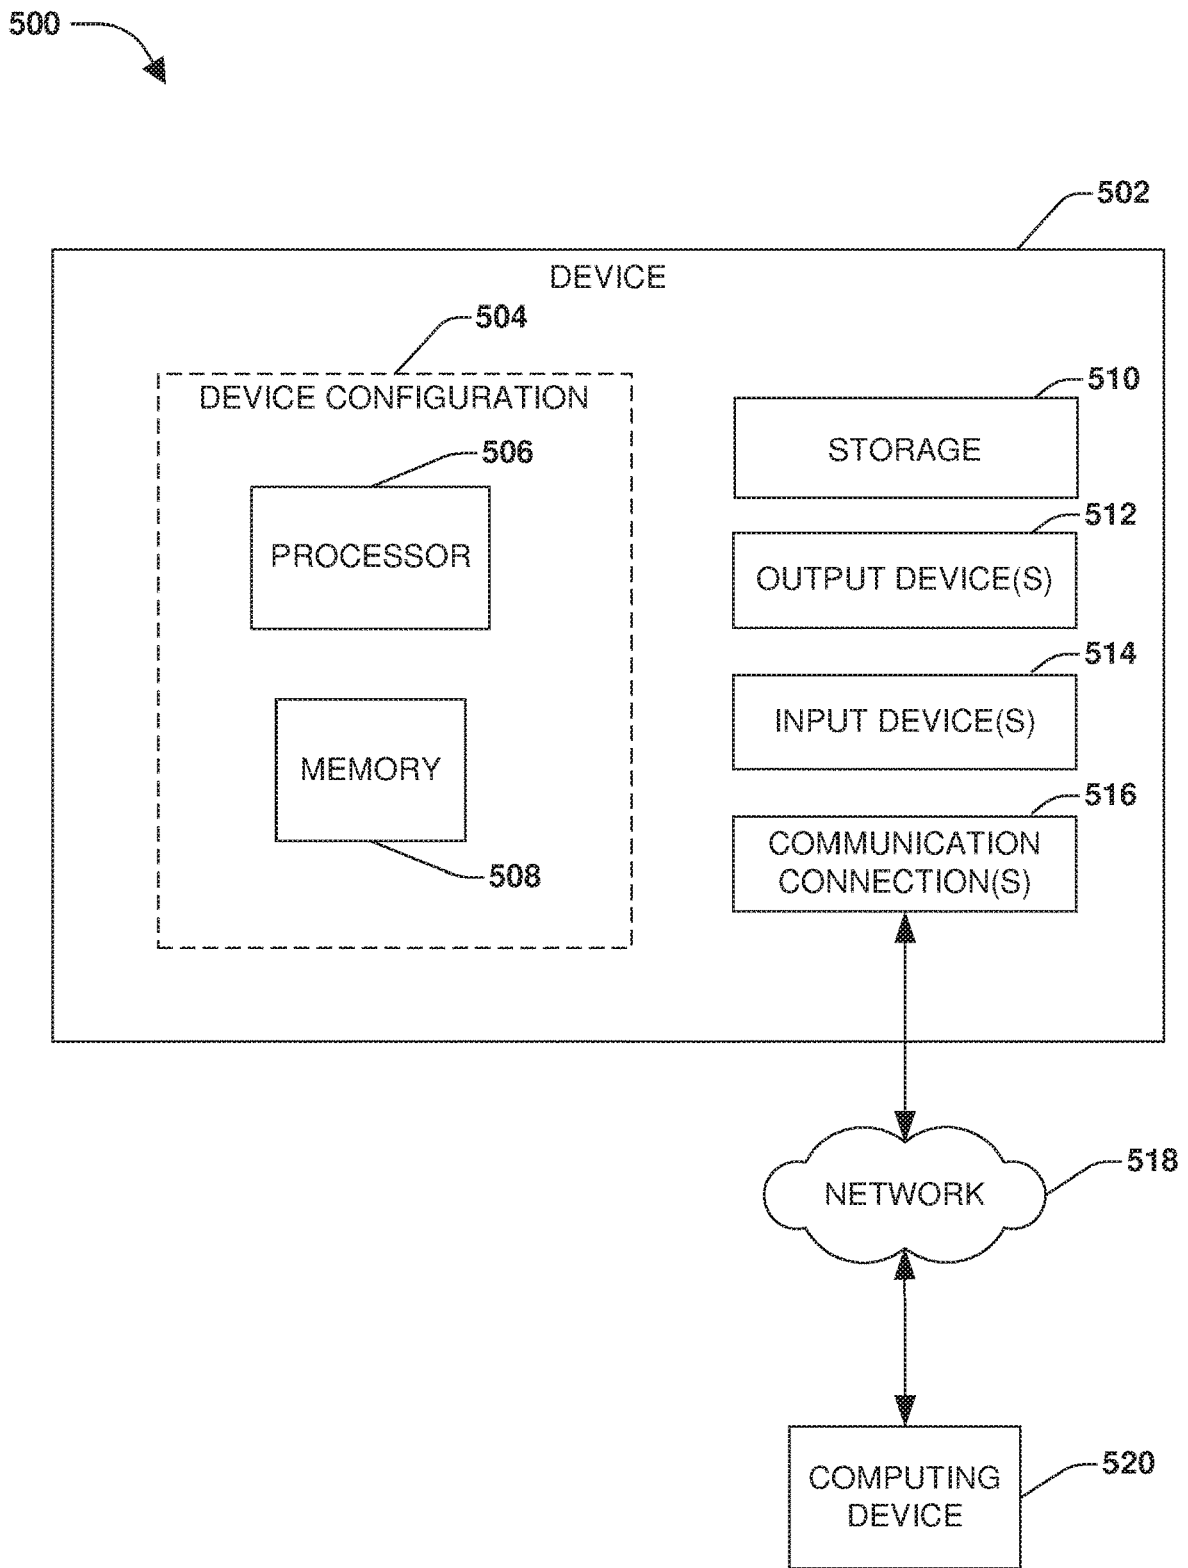 500
502
DEVICE
504
DEVICE CONFIGURATION
506
PROCESSOR
MEMORY
508
510
STORAGE
512
OUTPUT DEVICE(S)
514
INPUT DEVICE(S)
516
COMMUNICATION
CONNECTION(S)
NETWORK
518
COMPUTING
DEVICE
520